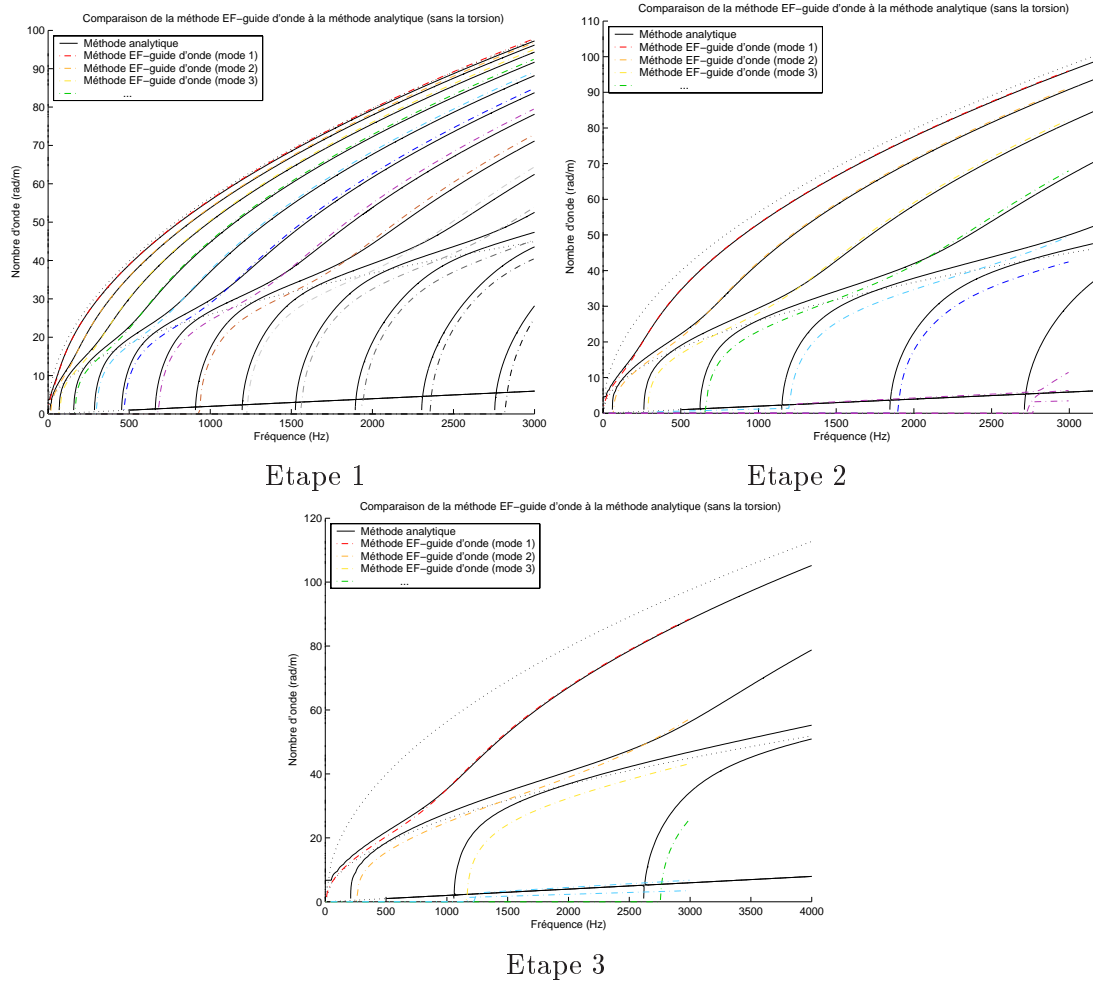 Comparaison de la méthode EF−guide d'onde à la méthode analytique (sans la torsion)
100
90
80
70
60
50
40
30
20
10
0
Nombre d'onde (rad/m)
Méthode analytique
Méthode EF−guide d'onde (mode 1)
Méthode EF−guide d'onde (mode 2)
Méthode EF−guide d'onde (mode 3)
...
0 500 1000 1500 2000 2500 3000
Fréquence (Hz)
Etape 1
Comparaison de la méthode EF−guide d'onde à la méthode analytique (sans la torsion)
110
100
90
80
70
60
50
40
30
20
10
0
Nombre d'onde (rad/m)
Méthode analytique
Méthode EF−guide d'onde (mode 1)
Méthode EF−guide d'onde (mode 2)
Méthode EF−guide d'onde (mode 3)
...
0 500 1000 1500 2000 2500 3000
Fréquence (Hz)
Etape 2
Comparaison de la méthode EF−guide d'onde à la méthode analytique (sans la torsion)
120
100
80
60
40
20
0
Nombre d'onde (rad/m)
Méthode analytique
Méthode EF−guide d'onde (mode 1)
Méthode EF−guide d'onde (mode 2)
Méthode EF−guide d'onde (mode 3)
...
0 500 1000 1500 2000 2500 3000 3500 4000
Fréquence (Hz)
Etape 3